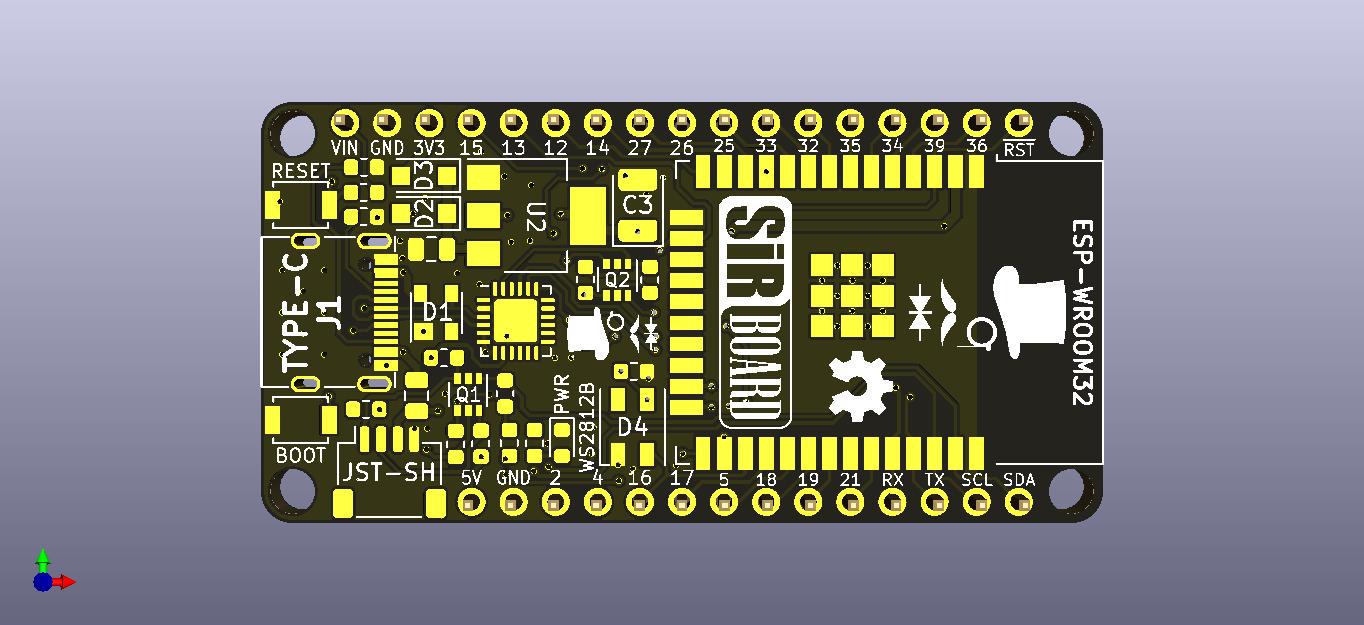 VIN GND 3V3 15 13 12 14 27 26 25 33 32 35 34 39 36 RST
RESET
D3
D2
U2
C3
TYPE-C
J1
D1
Q2
Q1
PWR
WS2812B
D4
SiR
BOARD
ESP-WROOM32
BOOT
JST-SH
5V GND 2 4 16 17 5 18 19 21 RX TX SCL SDA